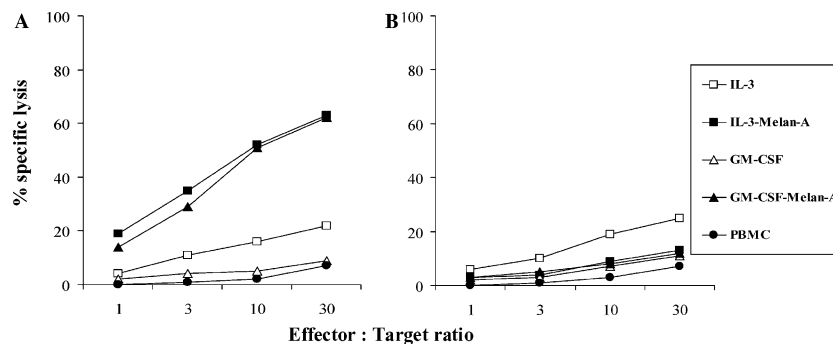 A
100
80
60
40
20
0
1 3 10 30
B
100
80
60
40
20
0
1 3 10 30
% specific lysis
Effector : Target ratio
IL-3
IL-3-Melan-A
GM-CSF
GM-CSF-Melan-A
PBMC